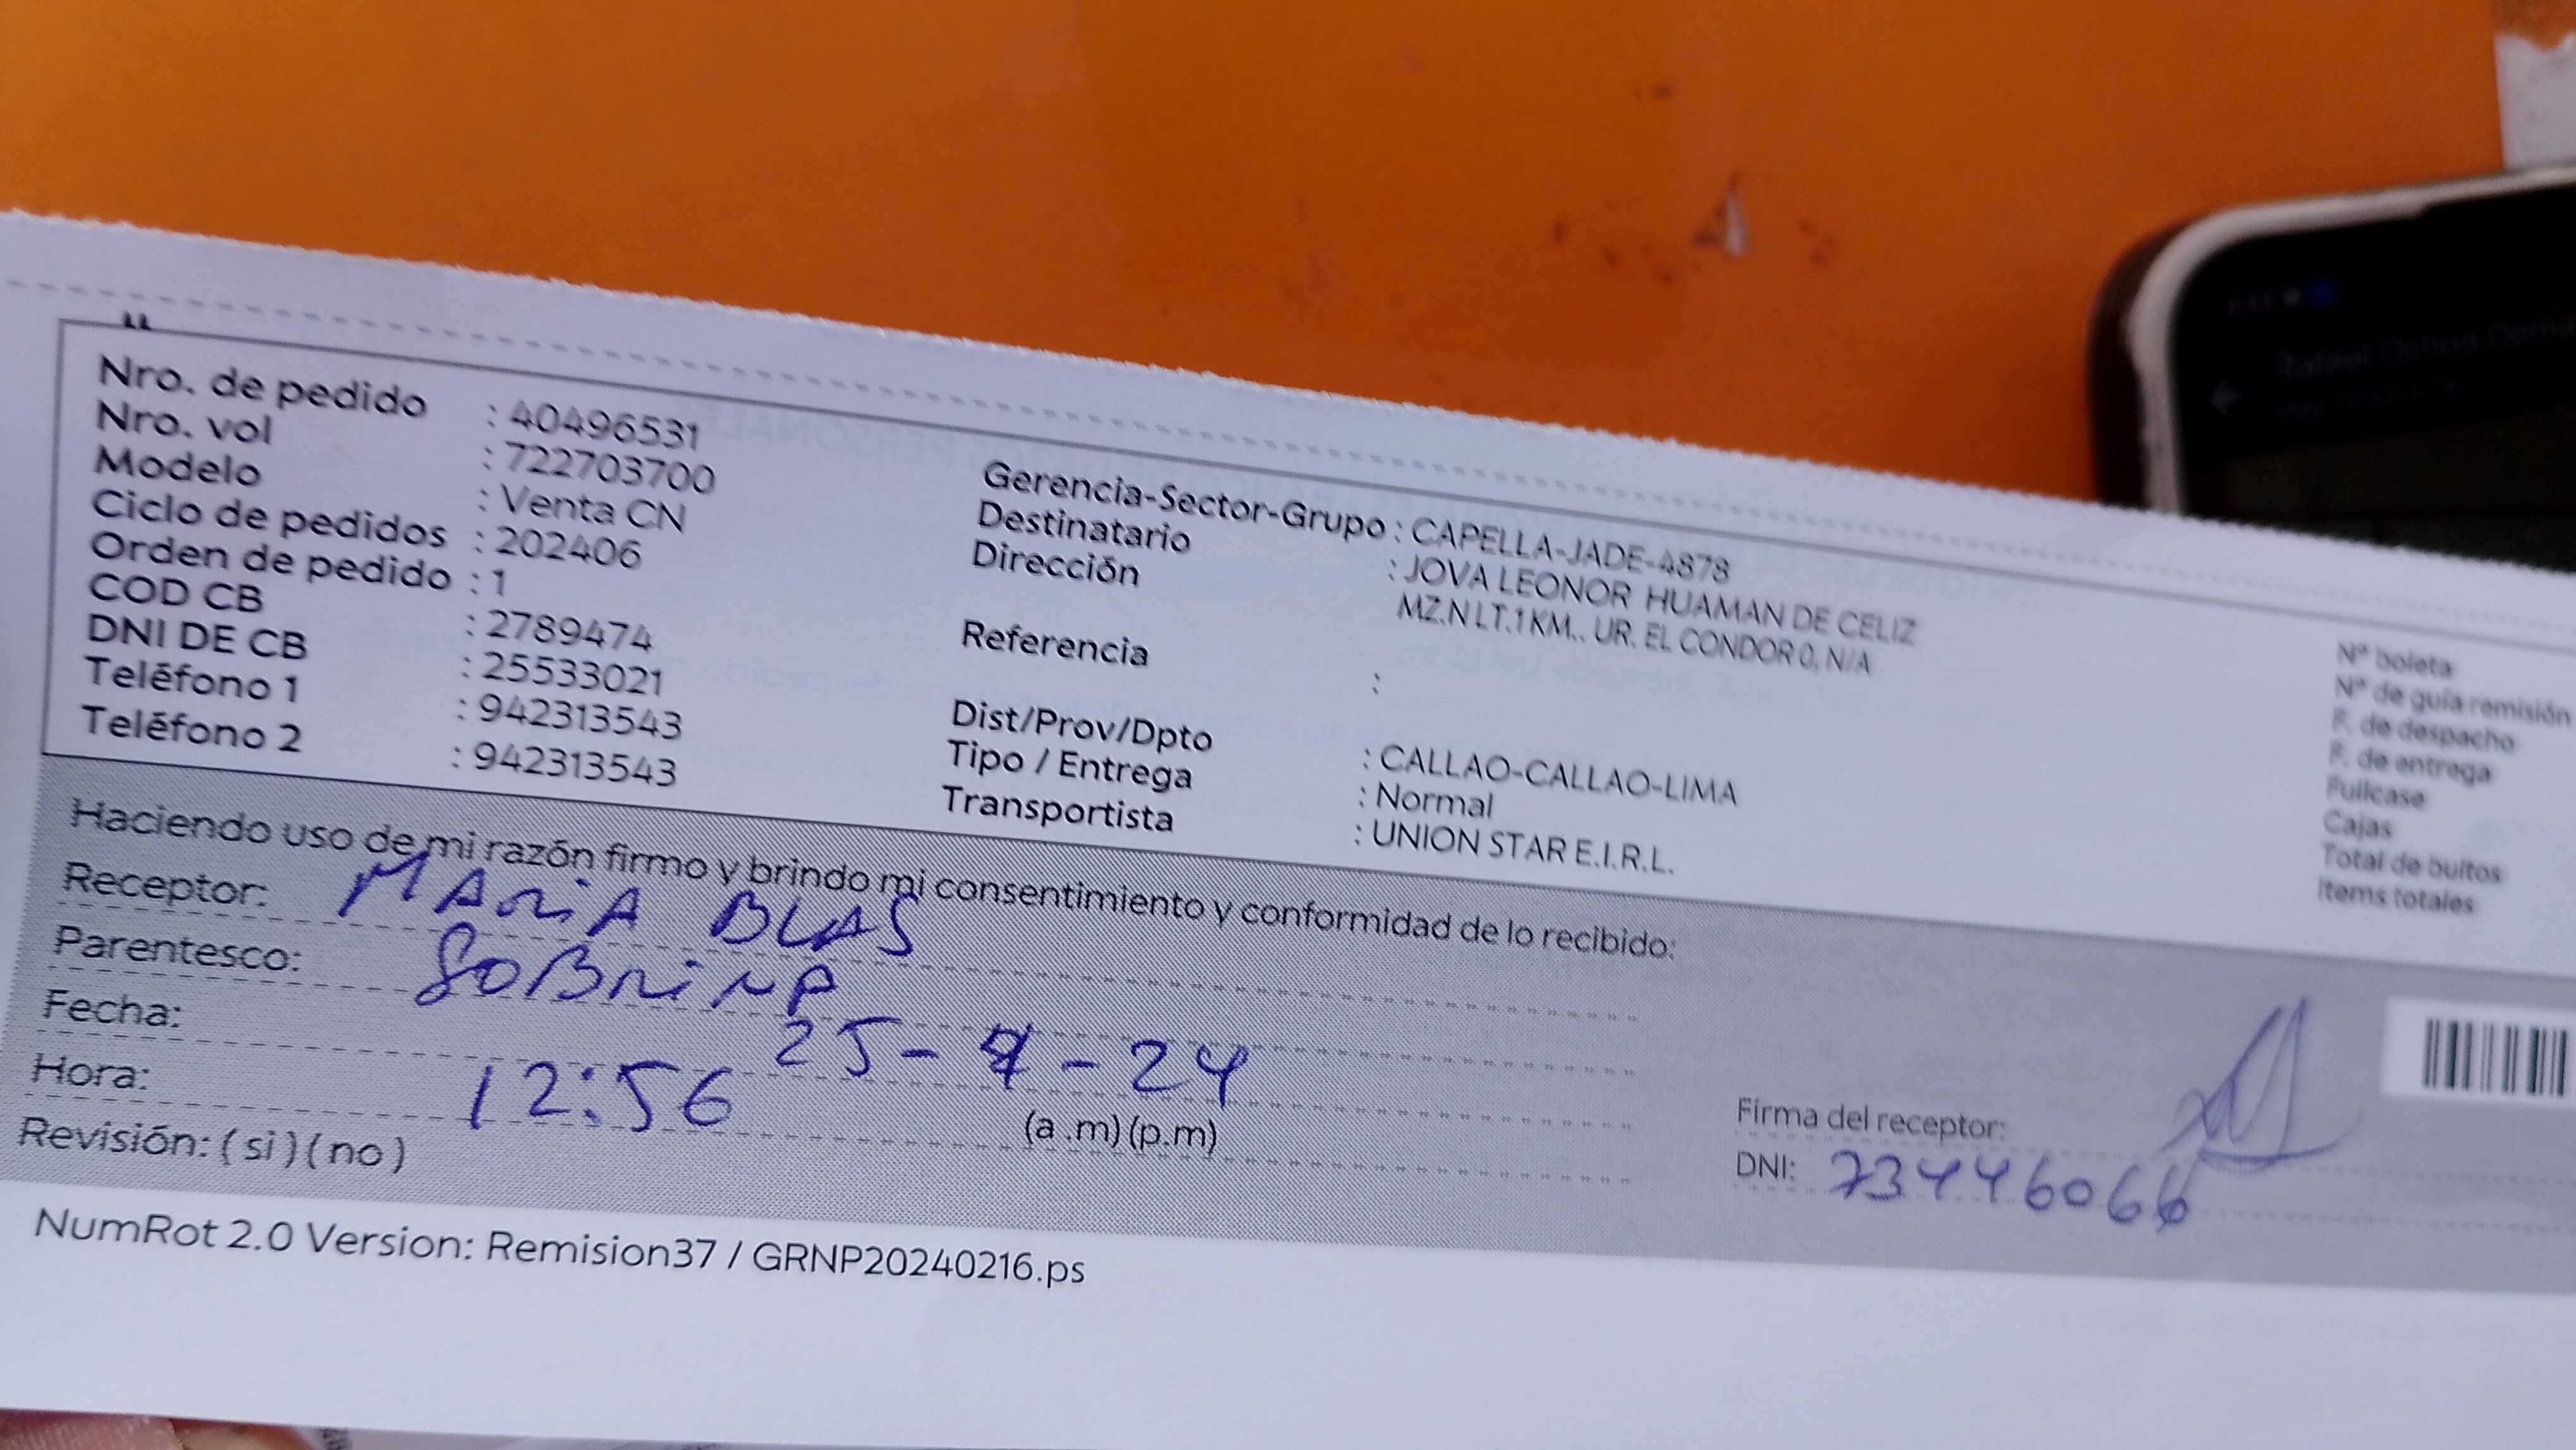 Nro. de pedido : 40496531
Nro. vol : 722703700
Modelo : Venta CN
Ciclo de pedidos : 202406
Orden de pedido : 1
COD CB : 2789474
DNI DE CB : 25533021
Teléfono 1 : 942313543
Teléfono 2 : 942313543
Gerencia-Sector-Grupo : CAPELLA-JADE-4878
Destinatario : JOVA LEONOR HUAMAN DE CELIZ
Dirección MZ.N LT.1 KM.. UR. EL CONDOR 0, N/A
Referencia :
Dist/Prov/Dpto : CALLAO-CALLAO-LIMA
Tipo / Entrega : Normal
Transportista : UNION STAR E.I.R.L.
N° boleta
N° de guía remisión
F. de despacho
F. de entrega
Fullcase
Cajas
Total de bultos
Items totales
Haciendo uso de mi razón firmo y brindo mi consentimiento y conformidad de lo recibido:
Receptor: MARIA BLAS
Parentesco: SOBRINA
Fecha: 25- -24
Hora: 12:56 (a .m) (p.m)
Revisión: ( si ) ( no )
Firma del receptor:
DNI: 73446066
NumRot 2.0 Version: Remision37 / GRNP20240216.ps